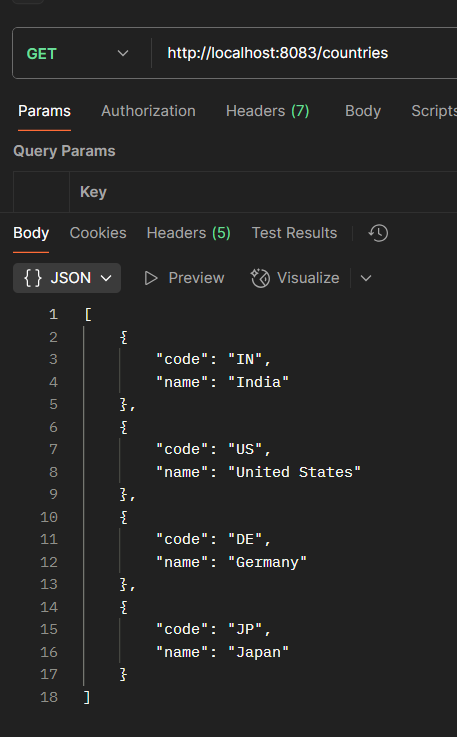 GET http://localhost:8083/countries
Params Authorization Headers (7) Body Scripts
Query Params
Key
Body Cookies Headers (5) Test Results
{ } JSON Preview Visualize
1 [
2 {
3 "code": "IN",
4 "name": "India"
5 },
6 {
7 "code": "US",
8 "name": "United States"
9 },
10 {
11 "code": "DE",
12 "name": "Germany"
13 },
14 {
15 "code": "JP",
16 "name": "Japan"
17 }
18 ]